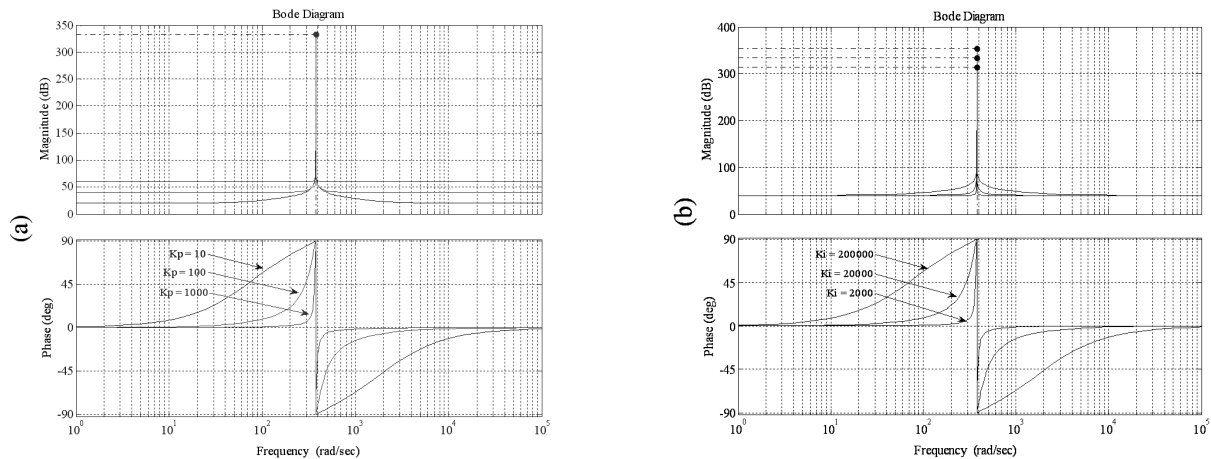 Bode Diagram
350
300
250
200
150
100
50
0
Magnitude (dB)
(a)
90
45
0
-45
-90
Phase (deg)
Kp = 10
Kp = 100
Kp = 1000
10^0 10^1 10^2 10^3 10^4 10^5
Frequency (rad/sec)
Bode Diagram
400
300
200
100
0
Magnitude (dB)
(b)
90
45
0
-45
-90
Phase (deg)
Ki = 200000
Ki = 20000
Ki = 2000
10^0 10^1 10^2 10^3 10^4 10^5
Frequency (rad/sec)